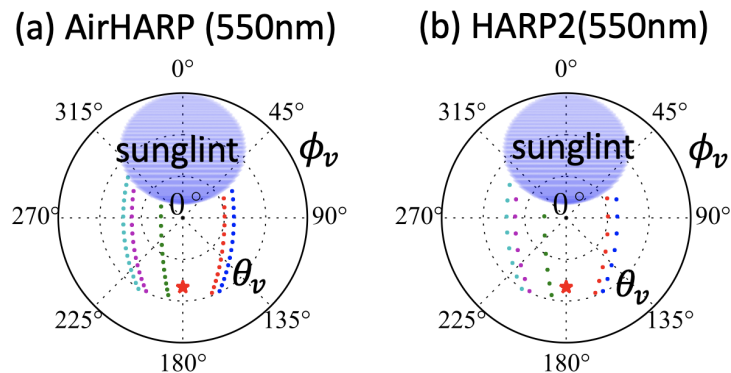 (a) AirHARP (550nm)
0°
315°
45°
sunglint
ϕᵥ
0°
270°
90°
θᵥ
225°
135°
180°
(b) HARP2(550nm)
0°
315°
45°
sunglint
ϕᵥ
0°
270°
90°
θᵥ
225°
135°
180°